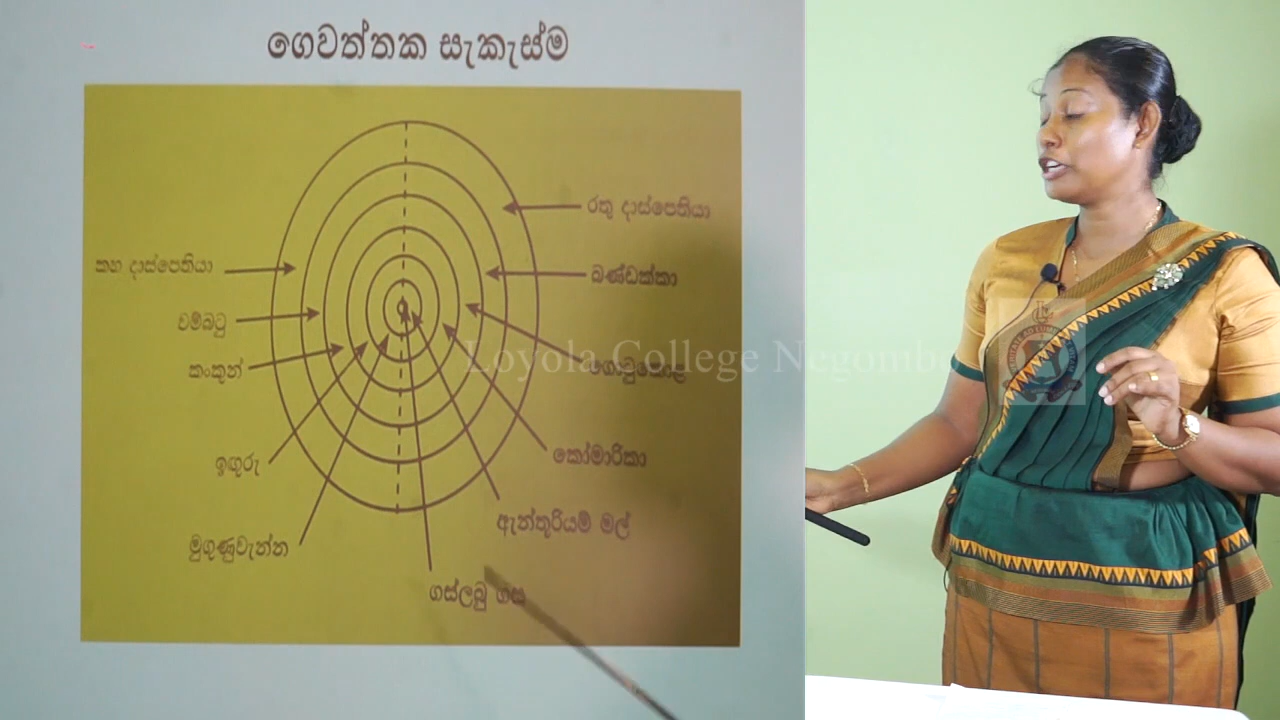 ගෙවත්තක සැකැස්ම
රතු දාස්පෙතියා
කහ දාස්පෙතියා
බණ්ඩක්කා
වම්බටු
කංකුන්
ගොටුකොළ
ඉඟුරු
කෝමාරිකා
මුගුණුවැන්න
ඇන්තූරියම් මල්
ගස්ලබු ගස
Loyola College Negombo